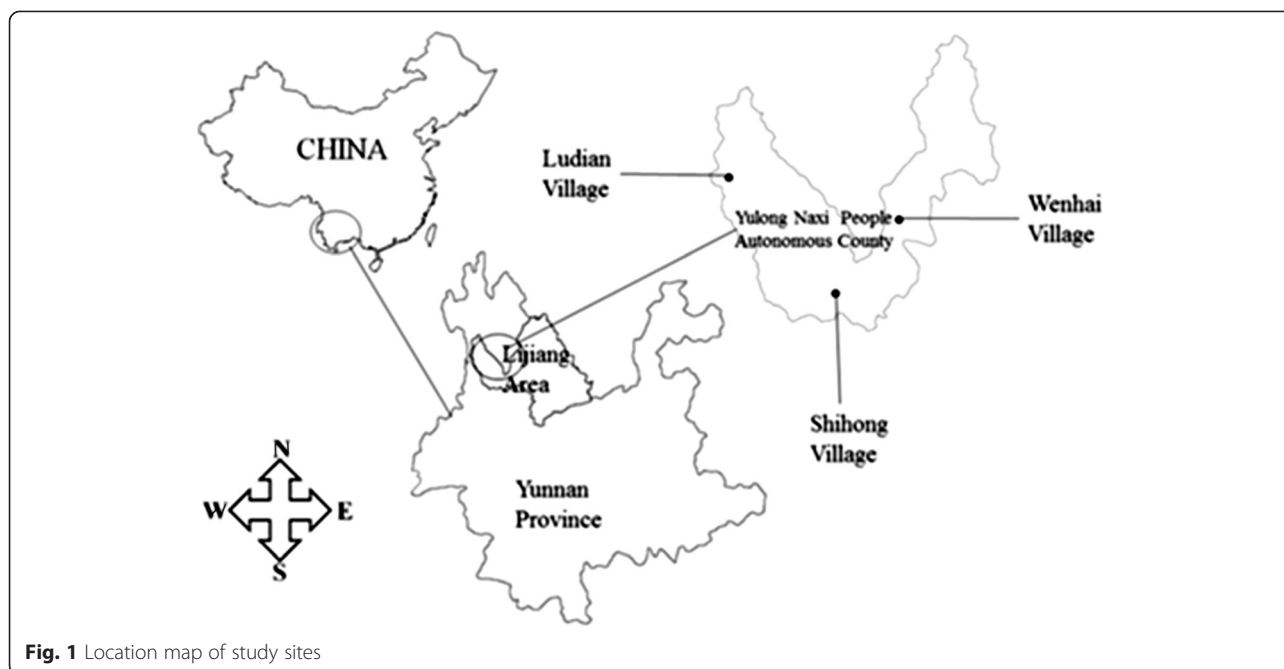 CHINA
Ludian
Village
Yulong Naxi People
Autonomous County
Wenhai
Village
Lijiang
Area
Shihong
Village
Yunnan
Province
N
W
E
S
Fig. 1 Location map of study sites